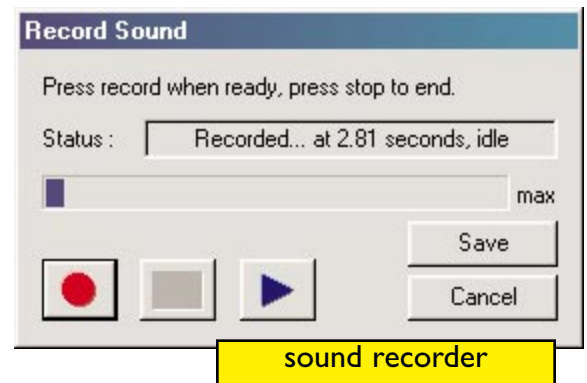 Record Sound
Press record when ready, press stop to end.
Status : Recorded... at 2.81 seconds, idle
max
Save
Cancel
sound recorder